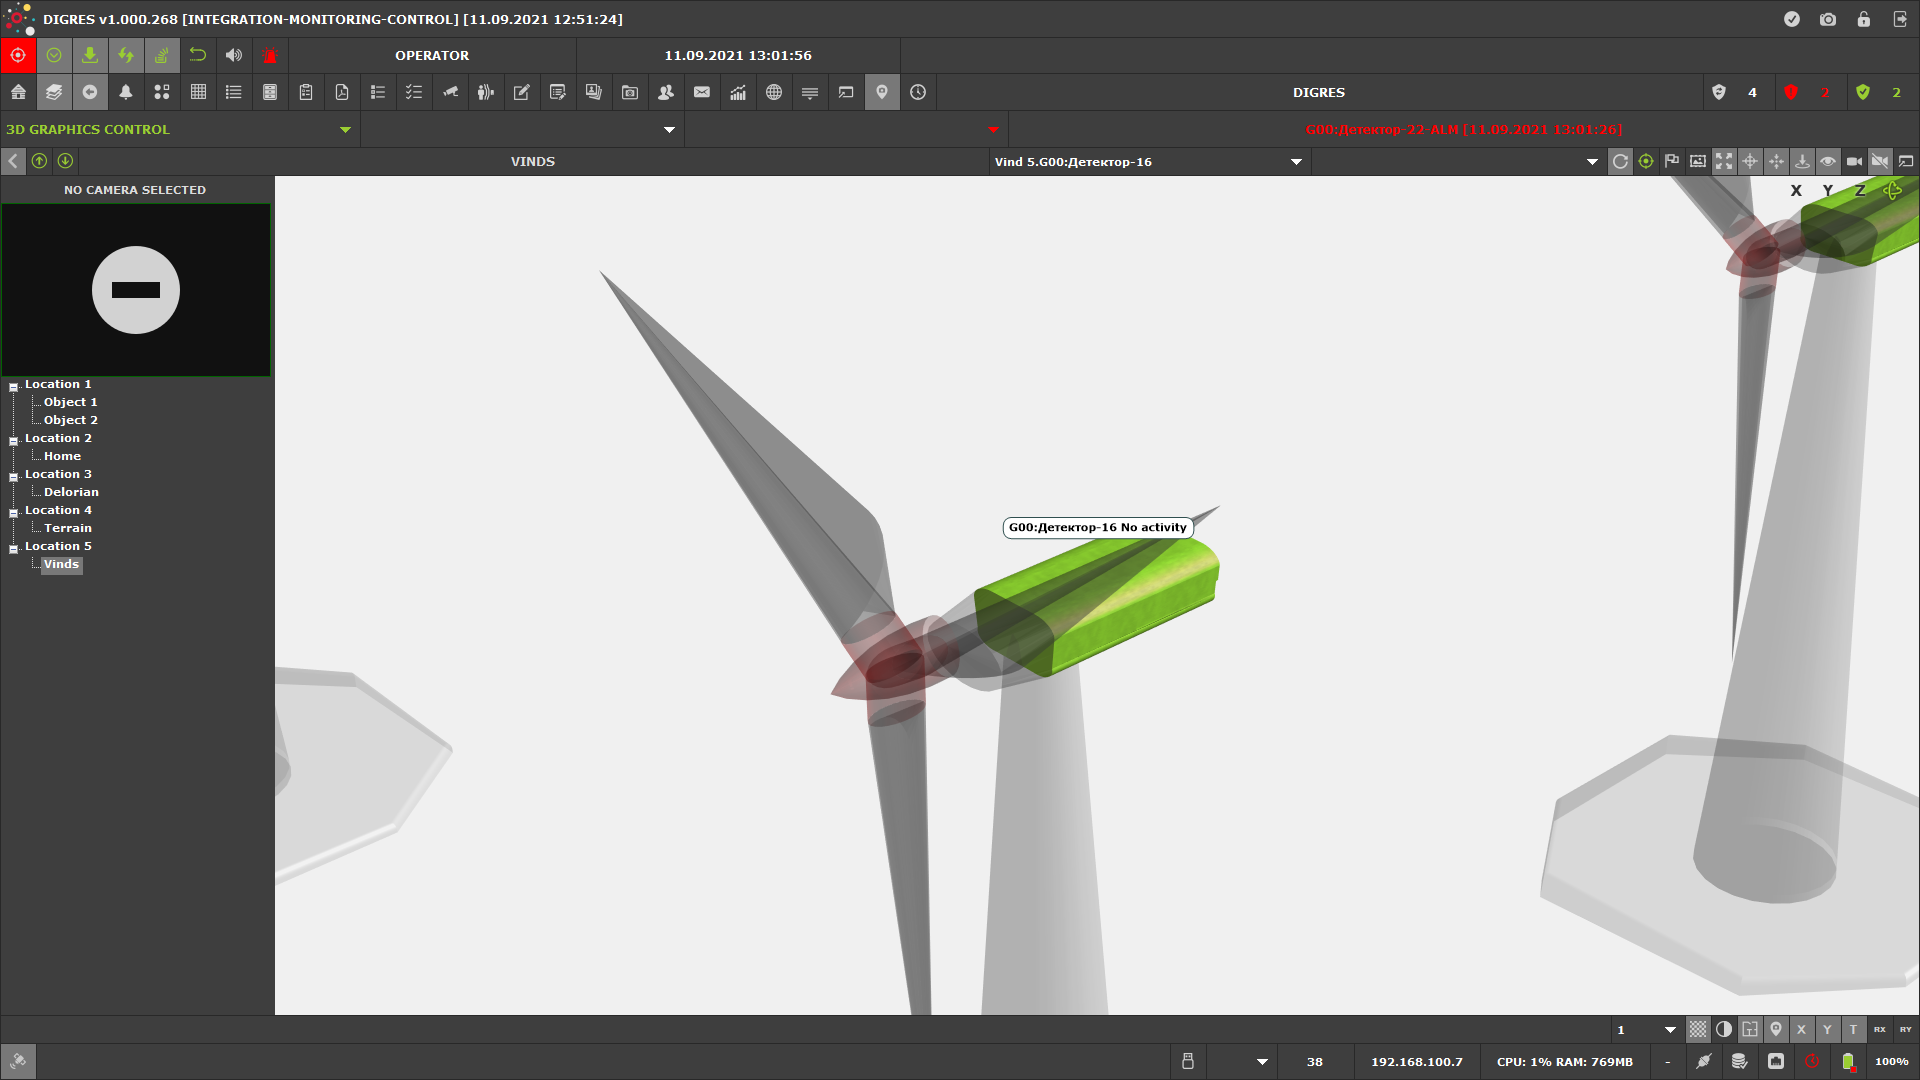 DIGRES v1.000.268 [INTEGRATION-MONITORING-CONTROL] [11.09.2021 12:51:24]
OPERATOR
11.09.2021 13:01:56
DIGRES
4
2
2
3D GRAPHICS CONTROL
G00:Детектор-22-ALM [11.09.2021 13:01:26]
VINDS
Vind 5.G00:Детектор-16
NO CAMERA SELECTED
X Y Z
Location 1
Object 1
Object 2
Location 2
Home
Location 3
Delorian
Location 4
Terrain
Location 5
Vinds
G00:Детектор-16 No activity
1
X Y T RX RY
38
192.168.100.7
CPU: 1% RAM: 769MB
-
100%